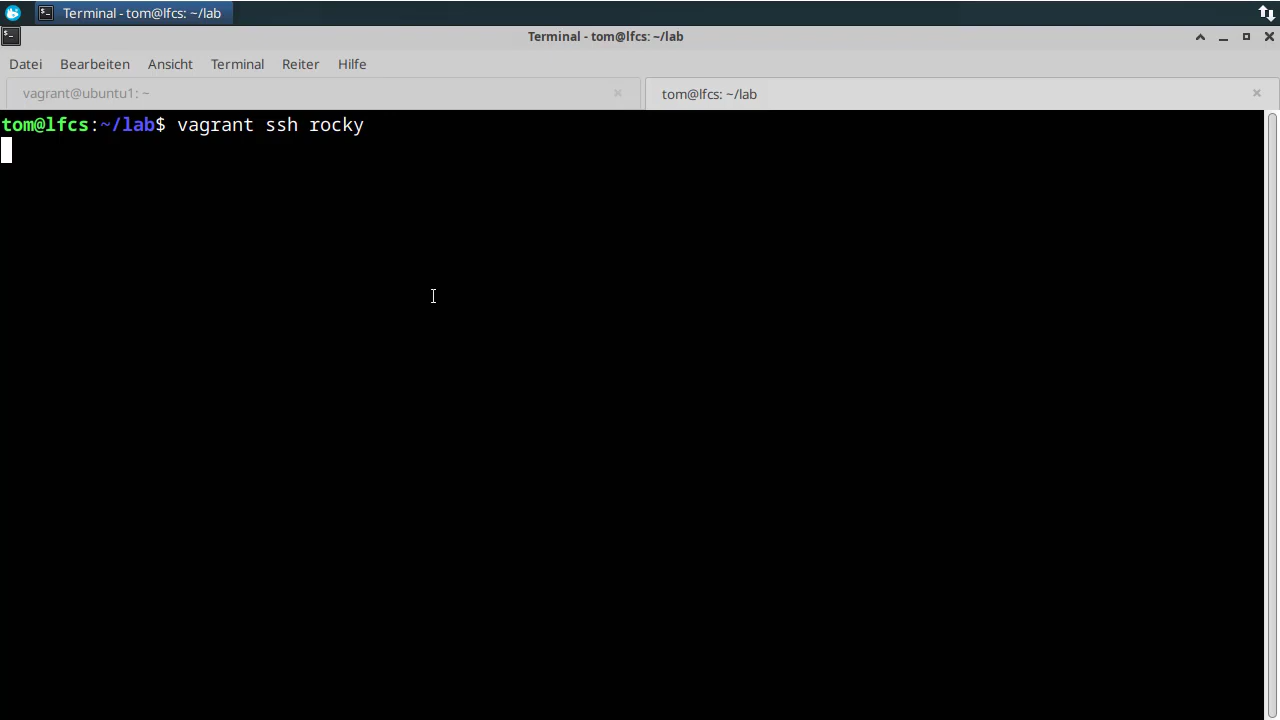 Terminal - tom@lfcs: ~/lab
Terminal - tom@lfcs: ~/lab
Datei Bearbeiten Ansicht Terminal Reiter Hilfe
vagrant@ubuntu1: ~
tom@lfcs: ~/lab
tom@lfcs:~/lab$ vagrant ssh rocky